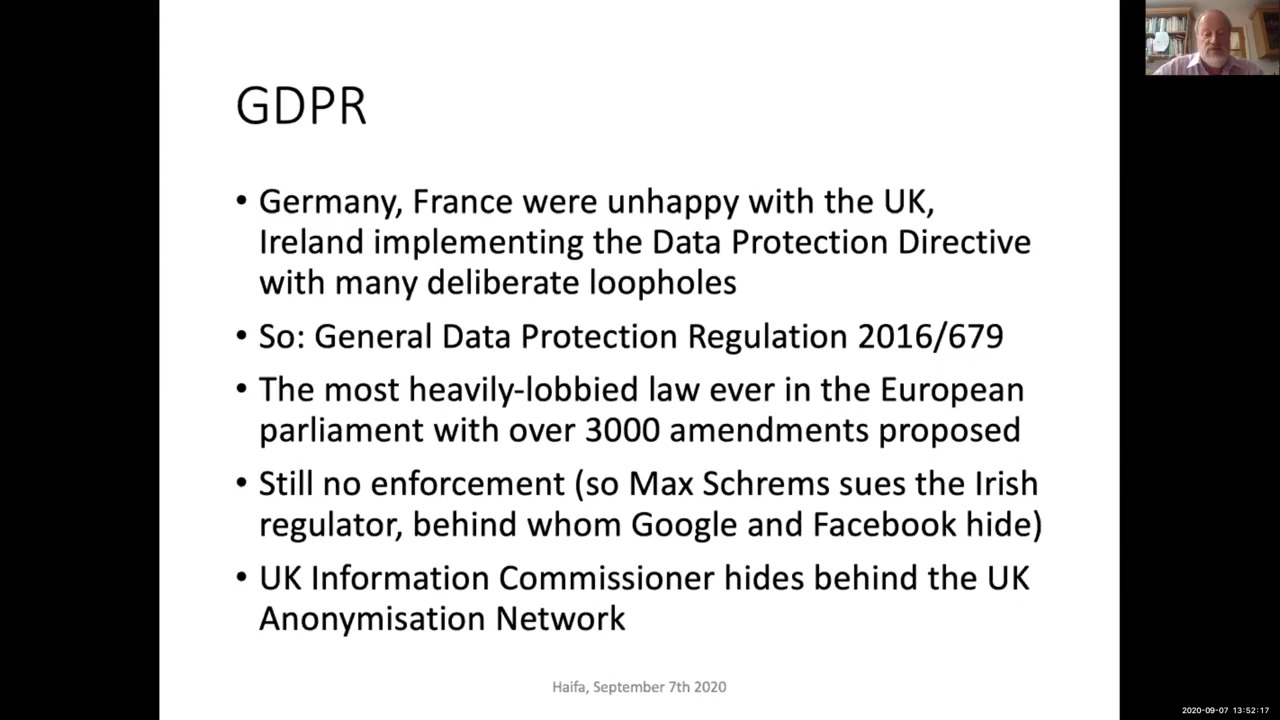 GDPR
• Germany, France were unhappy with the UK,
Ireland implementing the Data Protection Directive
with many deliberate loopholes
• So: General Data Protection Regulation 2016/679
• The most heavily-lobbied law ever in the European
parliament with over 3000 amendments proposed
• Still no enforcement (so Max Schrems sues the Irish
regulator, behind whom Google and Facebook hide)
• UK Information Commissioner hides behind the UK
Anonymisation Network
Haifa, September 7th 2020
2020-09-07 13:52:17